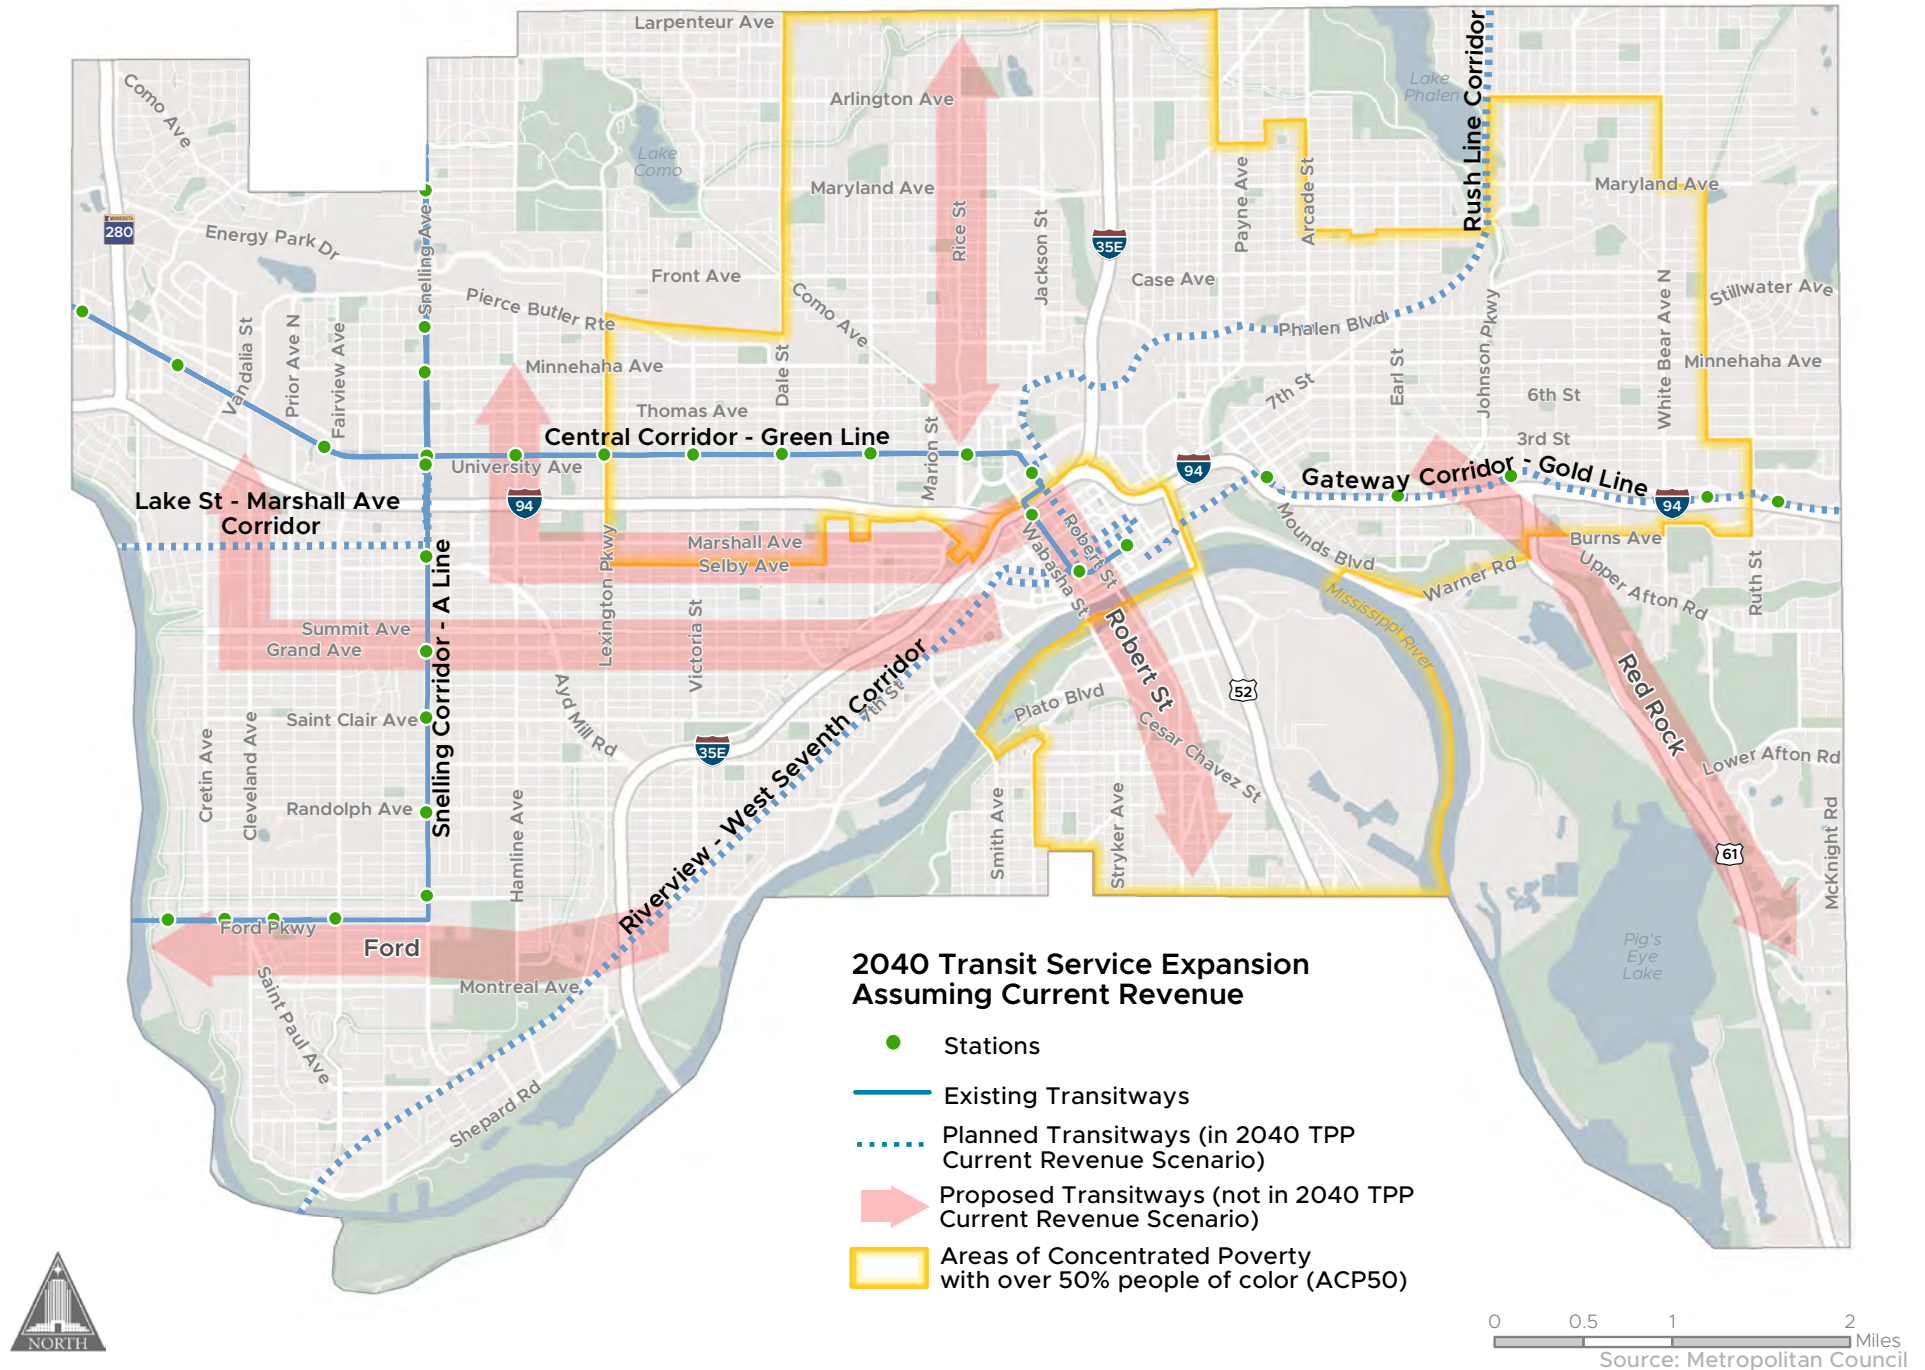 Larpenteur Ave
Como Ave
Arlington Ave
Lake
Phalen
Rush Line Corridor
Lake
Como
Maryland Ave
Maryland Ave
Payne Ave
Arcade St
Rice St
Jackson St
MINNESOTA
280
Energy Park Dr
Snelling Ave
35E
Front Ave
Case Ave
Pierce Butler Rte
Como Ave
Stillwater Ave
Phalen Blvd
Johnson Pkwy
White Bear Ave N
Vandalia St
Prior Ave N
Fairview Ave
Minnehaha Ave
Dale St
Minnehaha Ave
Earl St
7th St
6th St
Thomas Ave
Marion St
Central Corridor - Green Line
3rd St
University Ave
94
Gateway Corridor - Gold Line
Lake St - Marshall Ave
Corridor
94
94
Lexington Pkwy
Marshall Ave
Selby Ave
Robert St
Wabasha St
Mounds Blvd
Burns Ave
Warner Rd
Upper Afton Rd
Ruth St
Mississippi River
Snelling Corridor - A Line
Summit Ave
Grand Ave
Victoria St
Robert St
Ayd Mill Rd
7th St
Plato Blvd
52
Red Rock
Saint Clair Ave
Cesar Chavez St
Cretin Ave
Cleveland Ave
35E
Lower Afton Rd
Randolph Ave
Hamline Ave
Riverview - West Seventh Corridor
Smith Ave
Stryker Ave
61
McKnight Rd
Ford Pkwy
Ford
Pig's
Eye
Lake
Saint Paul Ave
Montreal Ave
Shepard Rd
2040 Transit Service Expansion
Assuming Current Revenue
Stations
Existing Transitways
Planned Transitways (in 2040 TPP
Current Revenue Scenario)
Proposed Transitways (not in 2040 TPP
Current Revenue Scenario)
Areas of Concentrated Poverty
with over 50% people of color (ACP50)
NORTH
0 0.5 1 2
Miles
Source: Metropolitan Council